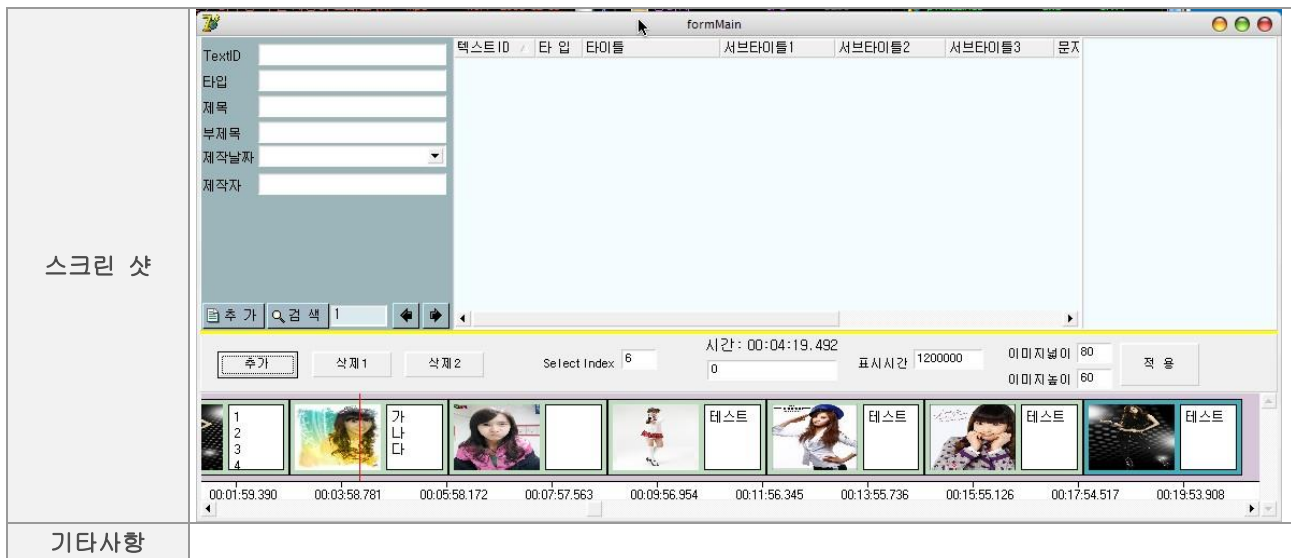 스크린 샷
formMain
TextID
타입
제목
부제목
제작날짜
제작자
텍스트ID 타 입 타이틀 서브타이틀1 서브타이틀2 서브타이틀3 문자
추 가 검 색 1
추가 삭제1 삭제2 Select Index 6 시간: 00:04:19.492 0 표시시간 1200000 이미지넓이 80 이미지높이 60 적 용
1
2
3
4
가
나
다
테스트 테스트 테스트 테스트
00:01:59.390 00:03:58.781 00:05:58.172 00:07:57.563 00:09:56.954 00:11:56.345 00:13:55.736 00:15:55.126 00:17:54.517 00:19:53.908
기타사항